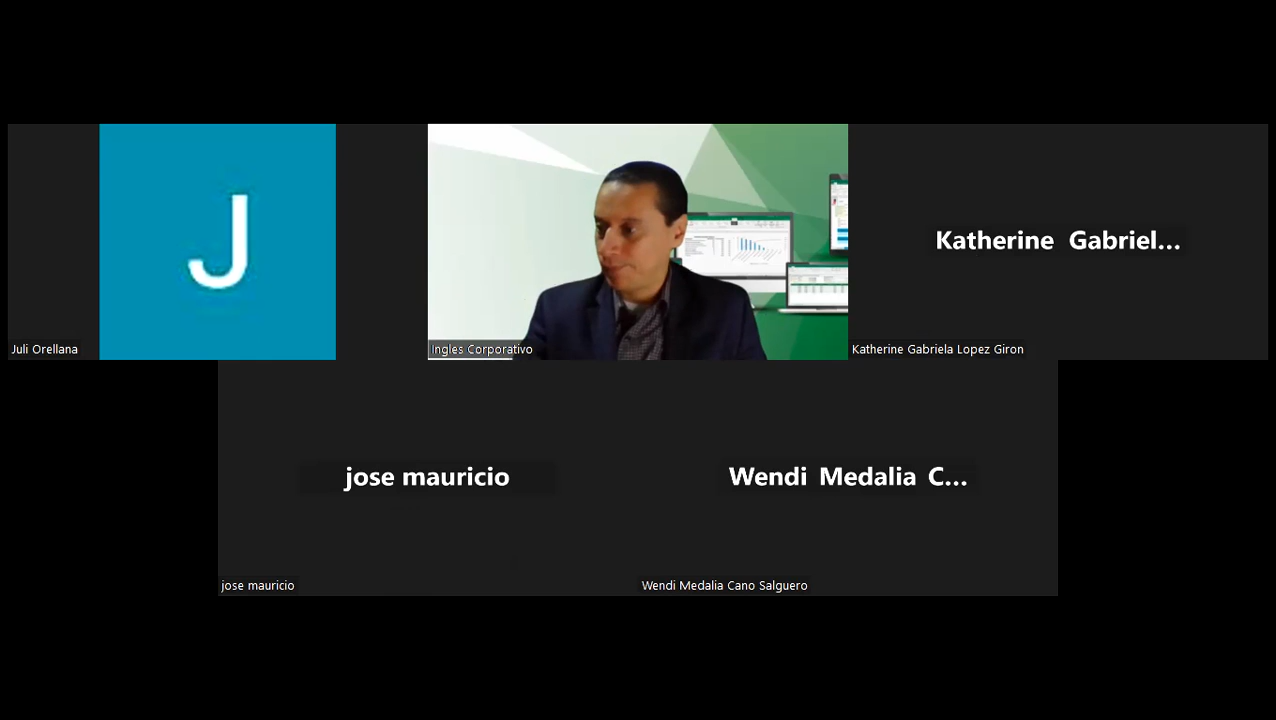 J
Juli Orellana
Ingles Corporativo
Katherine Gabriel...
Katherine Gabriela Lopez Giron
jose mauricio
jose mauricio
Wendi Medalia C...
Wendi Medalia Cano Salguero